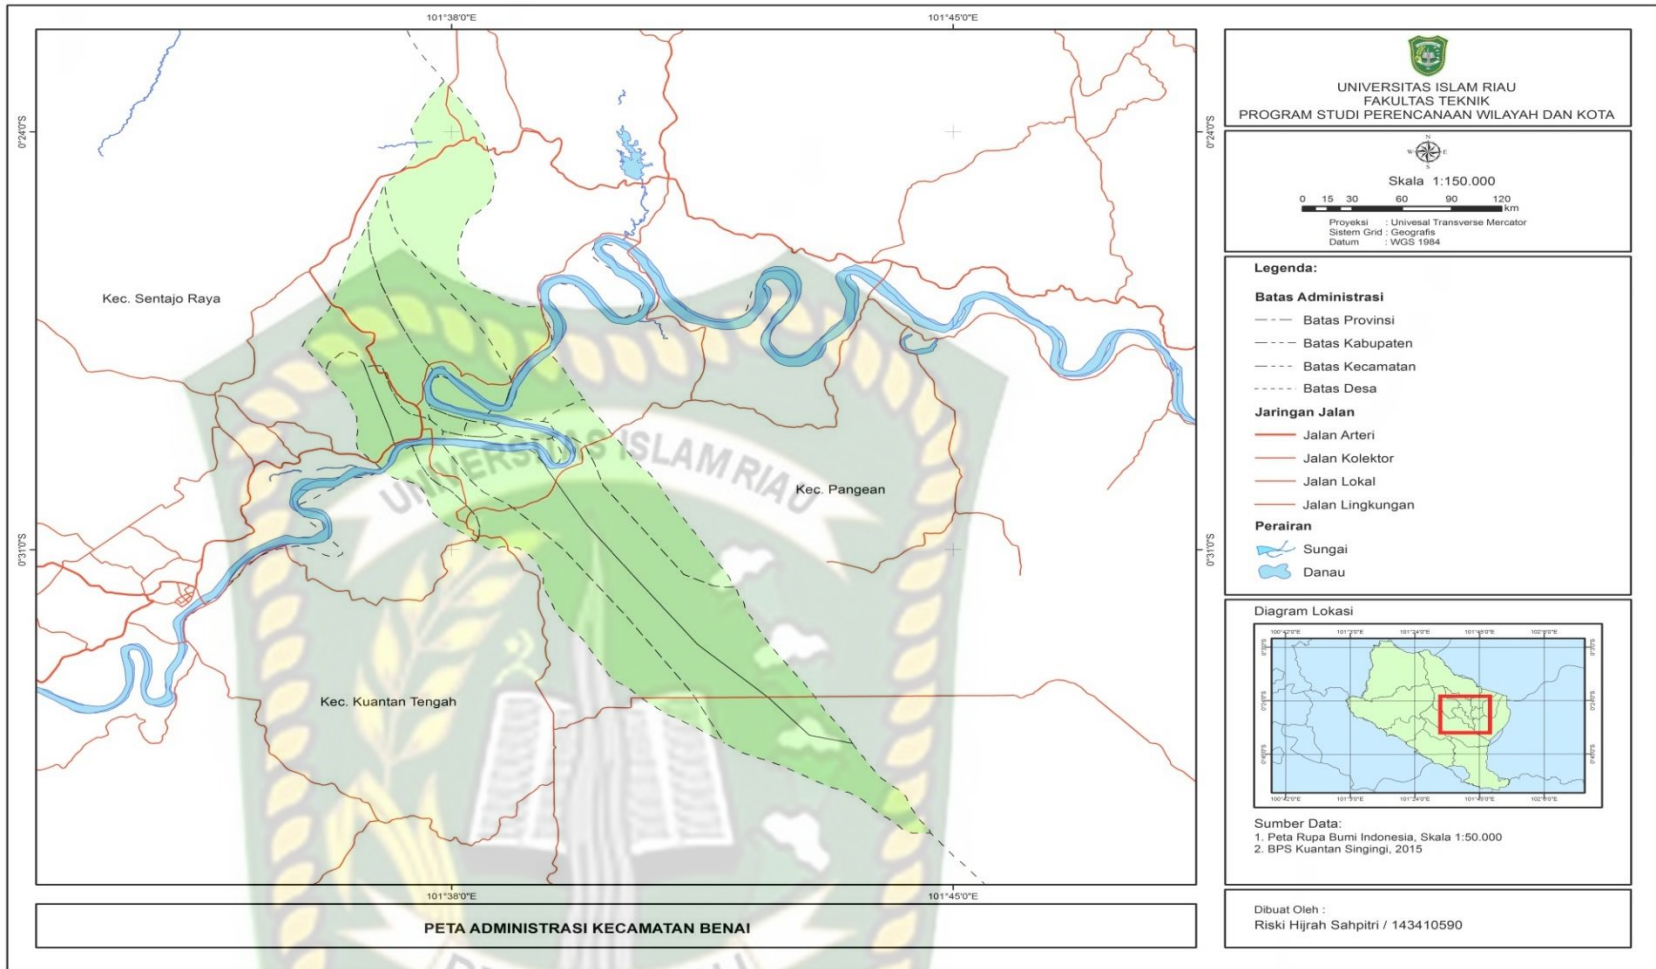 101°38'0"E 101°45'0"E
0°24'0"S 0°24'0"S
Kec. Sentajo Raya
UNIVERSITAS ISLAM RIAU
Kec. Pangean
0°31'0"S 0°31'0"S
Kec. Kuantan Tengah
101°38'0"E 101°45'0"E
PETA ADMINISTRASI KECAMATAN BENAI
UNIVERSITAS ISLAM RIAU
FAKULTAS TEKNIK
PROGRAM STUDI PERENCANAAN WILAYAH DAN KOTA
N
W E
S
Skala 1:150.000
0 15 30 60 90 120
km
Proyeksi : Univesal Transverse Mercator
Sistem Grid : Geografis
Datum : WGS 1984
Legenda:
Batas Administrasi
Batas Provinsi
Batas Kabupaten
Batas Kecamatan
Batas Desa
Jaringan Jalan
Jalan Arteri
Jalan Kolektor
Jalan Lokal
Jalan Lingkungan
Perairan
Sungai
Danau
Diagram Lokasi
Sumber Data:
1. Peta Rupa Bumi Indonesia, Skala 1:50.000
2. BPS Kuantan Singingi, 2015
Dibuat Oleh :
Riski Hijrah Sahpitri / 143410590